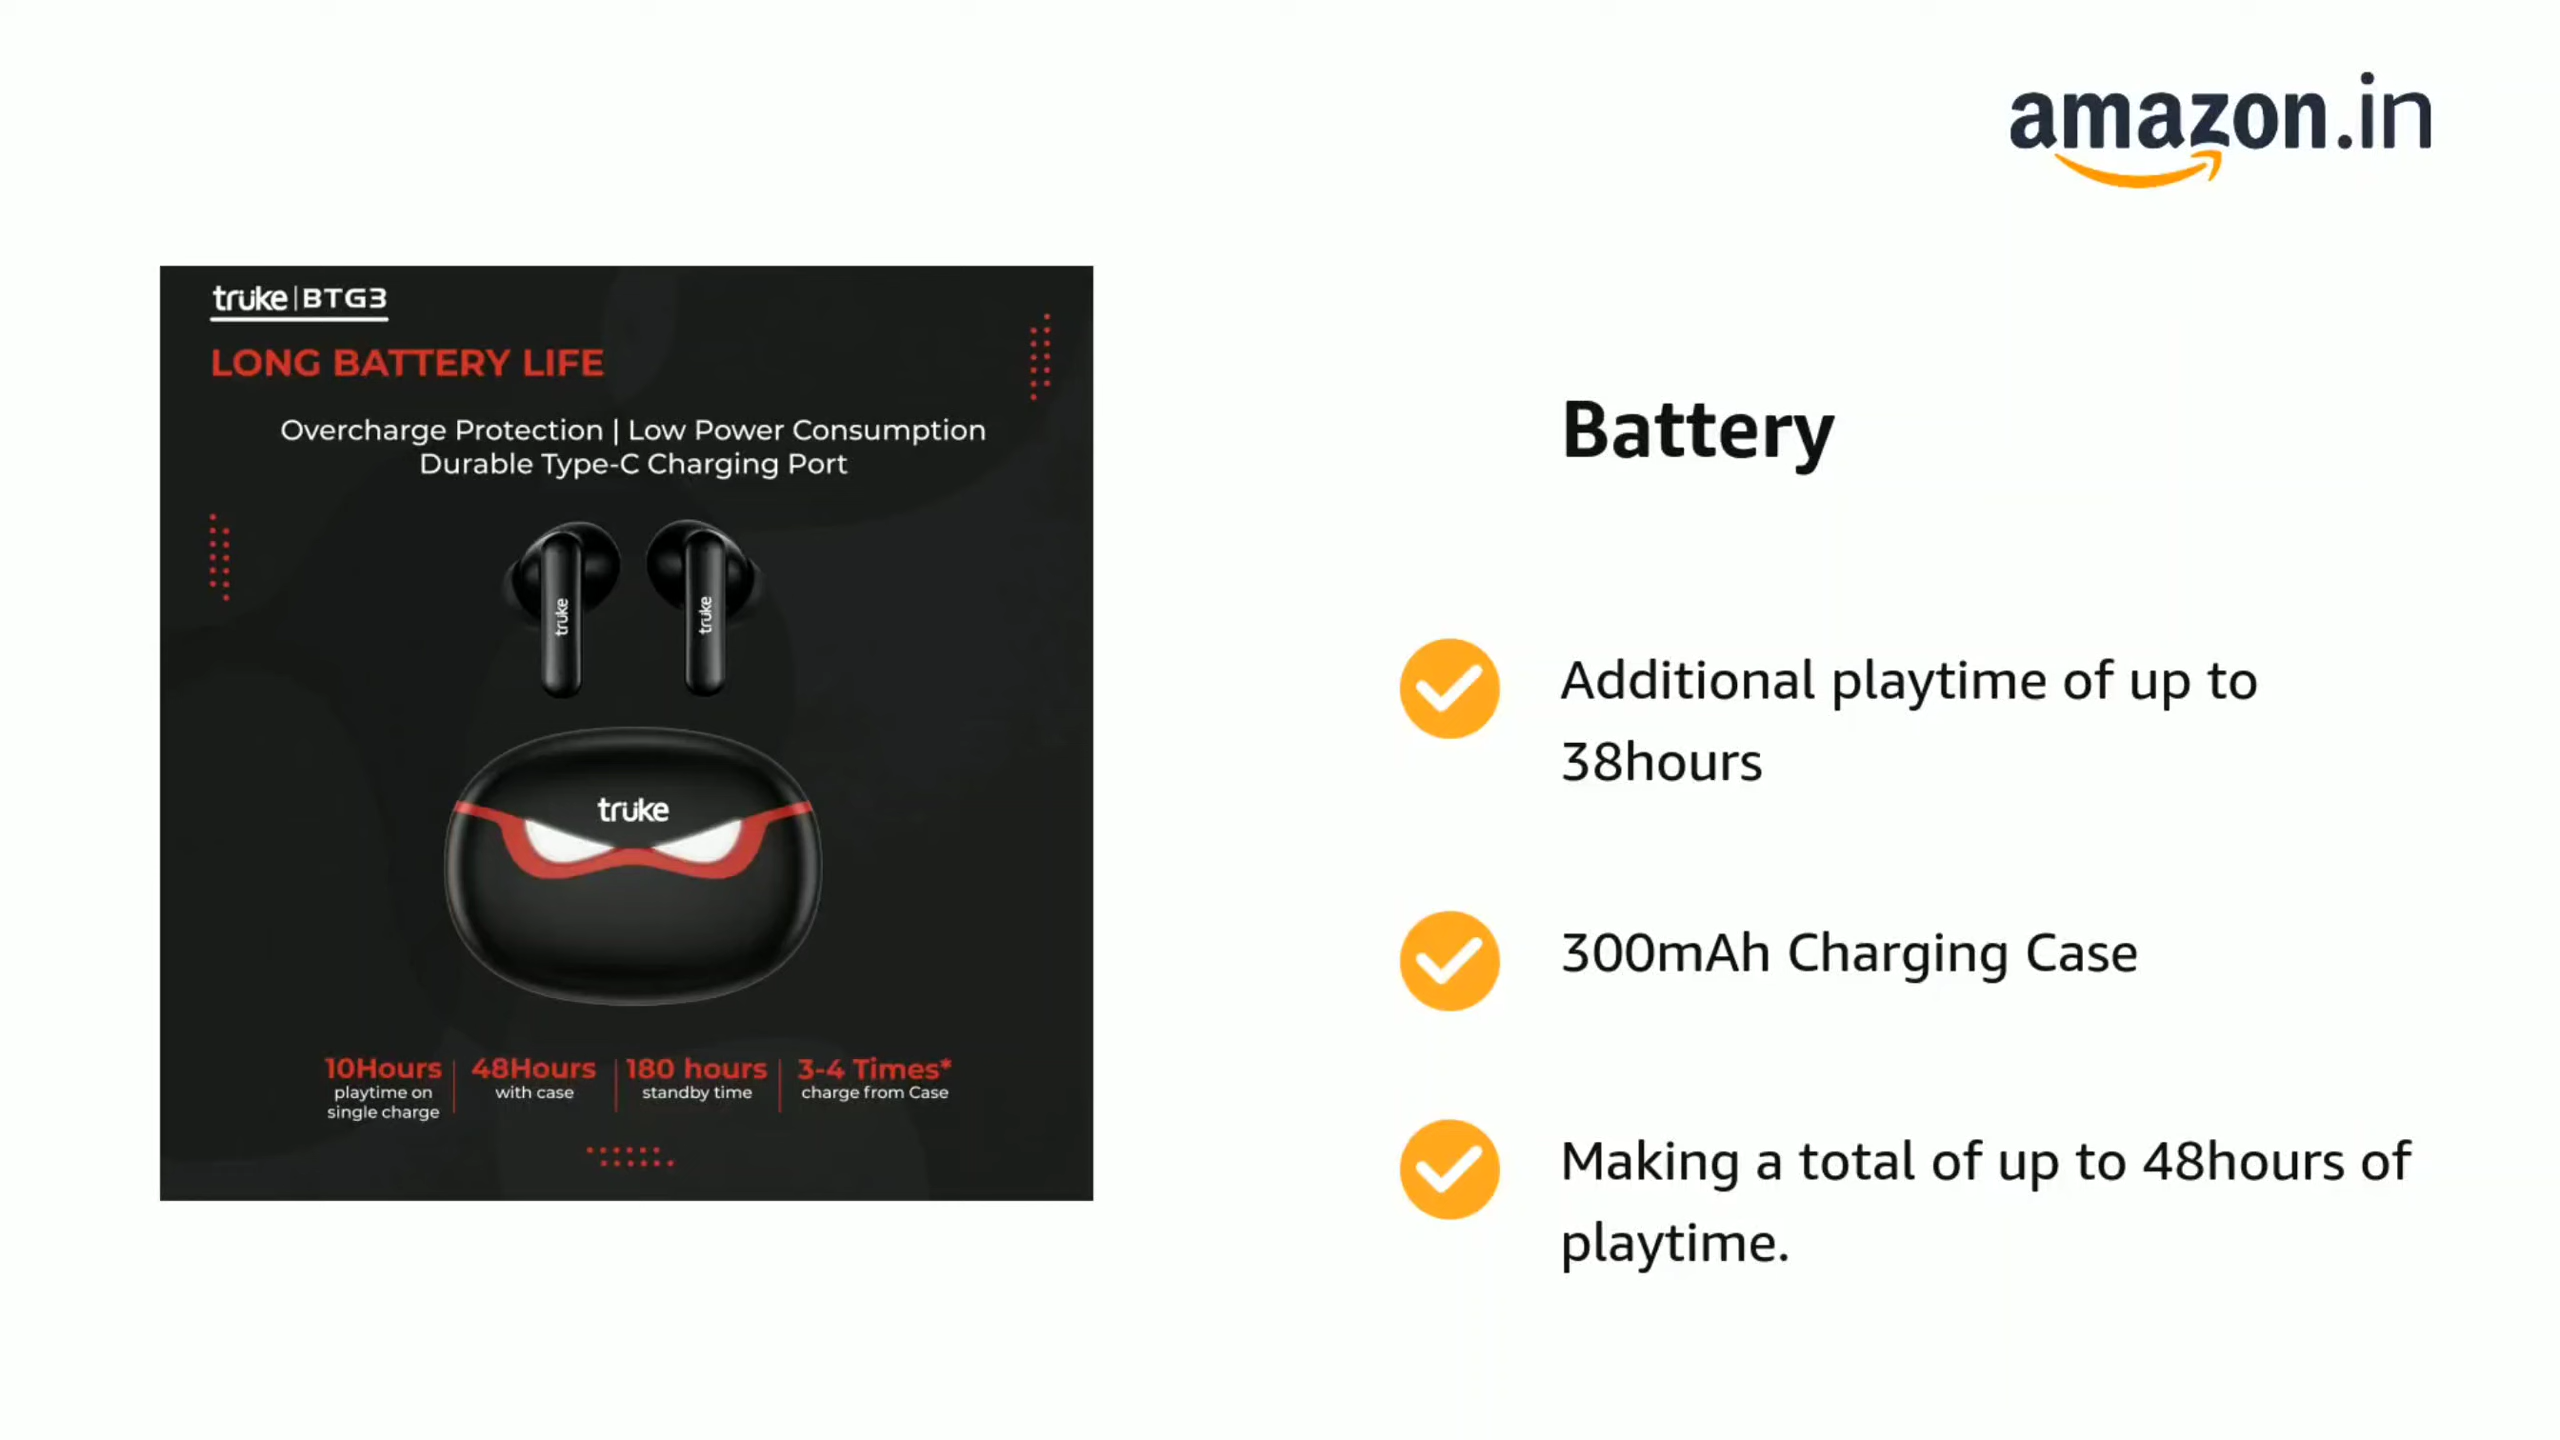 amazon.in
truke|BTG3
LONG BATTERY LIFE
Overcharge Protection | Low Power Consumption
Durable Type-C Charging Port
truke
truke
truke
10Hours
playtime on
single charge
48Hours
with case
180 hours
standby time
3-4 Times*
charge from Case
Battery
Additional playtime of up to
38hours
300mAh Charging Case
Making a total of up to 48hours of
playtime.